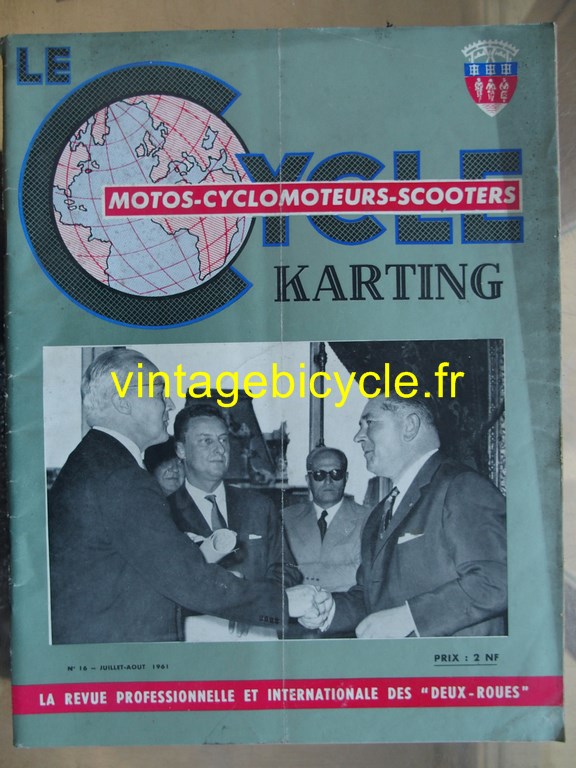 LE
CYCLE
MOTOS-CYCLOMOTEURS-SCOOTERS
KARTING
vintagebicycle.fr
N° 16 – JUILLET-AOUT 1961
PRIX : 2 NF
LA REVUE PROFESSIONNELLE ET INTERNATIONALE DES "DEUX-ROUES"